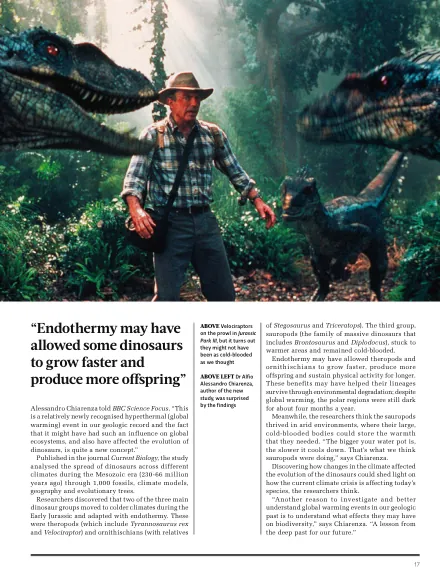 “Endothermy may have
allowed some dinosaurs
to grow faster and
produce more offspring”
Alessandro Chiarenza told BBC Science Focus. “This
is a relatively newly recognised hyperthermal (global
warming) event in our geologic record and the fact
that it might have had such an influence on global
ecosystems, and also have affected the evolution of
dinosaurs, is quite a new concept.”
Published in the journal Current Biology, the study
analysed the spread of dinosaurs across different
climates during the Mesozoic era (230-66 million
years ago) through 1,000 fossils, climate models,
geography and evolutionary trees.
Researchers discovered that two of the three main
dinosaur groups moved to colder climates during the
Early Jurassic and adapted with endothermy. These
were theropods (which include Tyrannosaurus rex
and Velociraptor) and ornithischians (with relatives
ABOVE Velociraptors
on the prowl in Jurassic
Park III, but it turns out
they might not have
been as cold-blooded
as we thought
ABOVE LEFT Dr Alfio
Alessandro Chiarenza,
author of the new
study, was surprised
by the findings
of Stegosaurus and Triceratops). The third group,
sauropods (the family of massive dinosaurs that
includes Brontosaurus and Diplodocus), stuck to
warmer areas and remained cold-blooded.
Endothermy may have allowed theropods and
ornithischians to grow faster, produce more
offspring and sustain physical activity for longer.
These benefits may have helped their lineages
survive through environmental degradation; despite
global warming, the polar regions were still dark
for about four months a year.
Meanwhile, the researchers think the sauropods
thrived in arid environments, where their large,
cold-blooded bodies could store the warmth
that they needed. “The bigger your water pot is,
the slower it cools down. That’s what we think
sauropods were doing,” says Chiarenza.
Discovering how changes in the climate affected
the evolution of the dinosaurs could shed light on
how the current climate crisis is affecting today’s
species, the researchers think.
“Another reason to investigate and better
understand global warming events in our geologic
past is to understand what effects they may have
on biodiversity,” says Chiarenza. “A lesson from
the deep past for our future.”
17